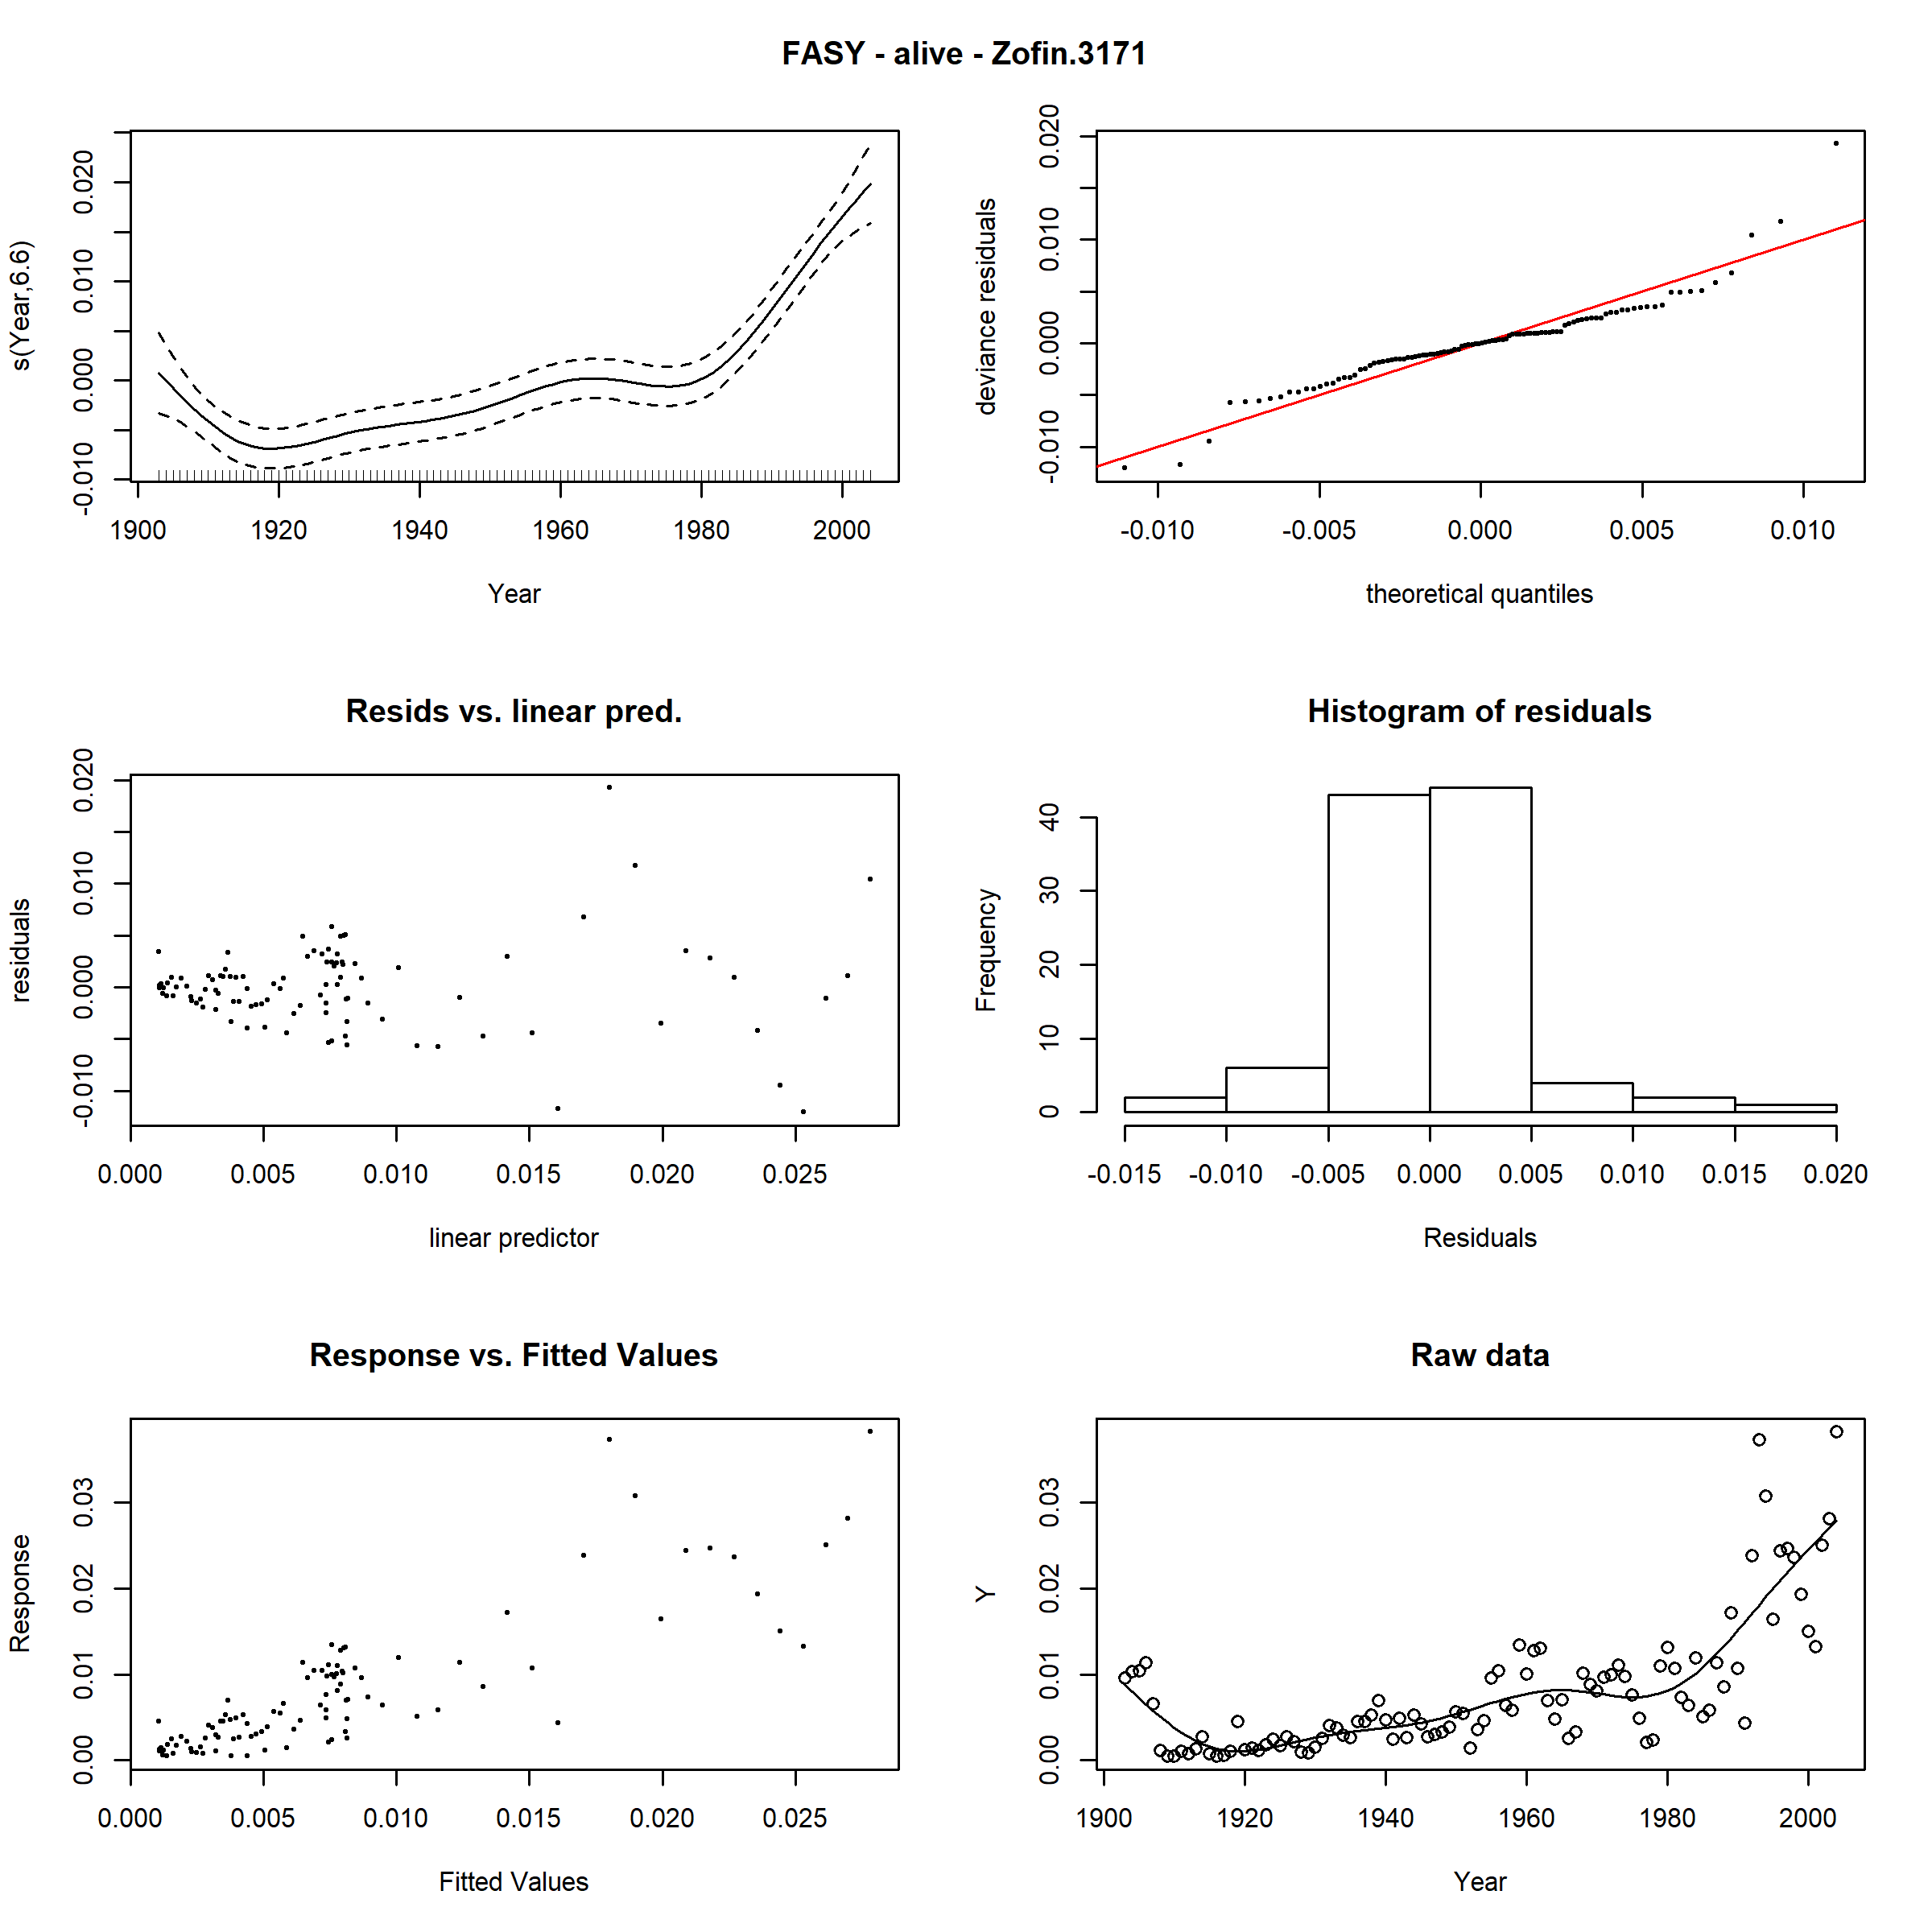 FASY - alive - Zofin.3171
s(Year,6.6)
-0.010 0.000 0.010 0.020
1900 1920 1940 1960 1980 2000
Year
deviance residuals
-0.010 0.000 0.010 0.020
-0.010 -0.005 0.000 0.005 0.010
theoretical quantiles
Resids vs. linear pred.
residuals
-0.010 0.000 0.010 0.020
0.000 0.005 0.010 0.015 0.020 0.025
linear predictor
Histogram of residuals
Frequency
0 10 20 30 40
-0.015 -0.010 -0.005 0.000 0.005 0.010 0.015 0.020
Residuals
Response vs. Fitted Values
Response
0.00 0.01 0.02 0.03
0.000 0.005 0.010 0.015 0.020 0.025
Fitted Values
Raw data
Y
0.00 0.01 0.02 0.03
1900 1920 1940 1960 1980 2000
Year